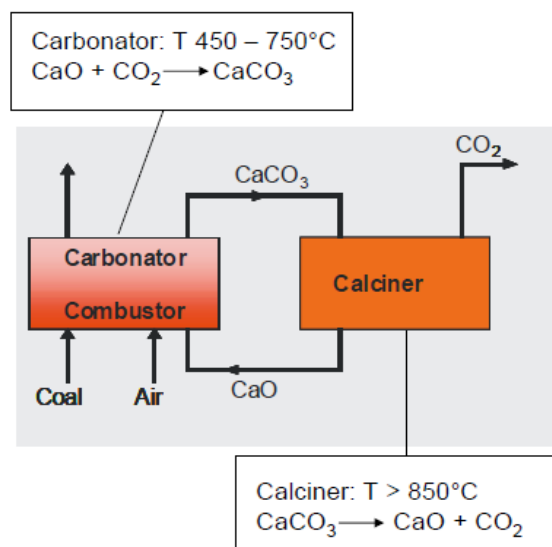 Carbonator: T 450 – 750°C
CaO + CO₂ ⟶ CaCO₃
CO₂
CaCO₃
Carbonator
Combustor
Calciner
Coal
Air
CaO
Calciner: T > 850°C
CaCO₃ ⟶ CaO + CO₂